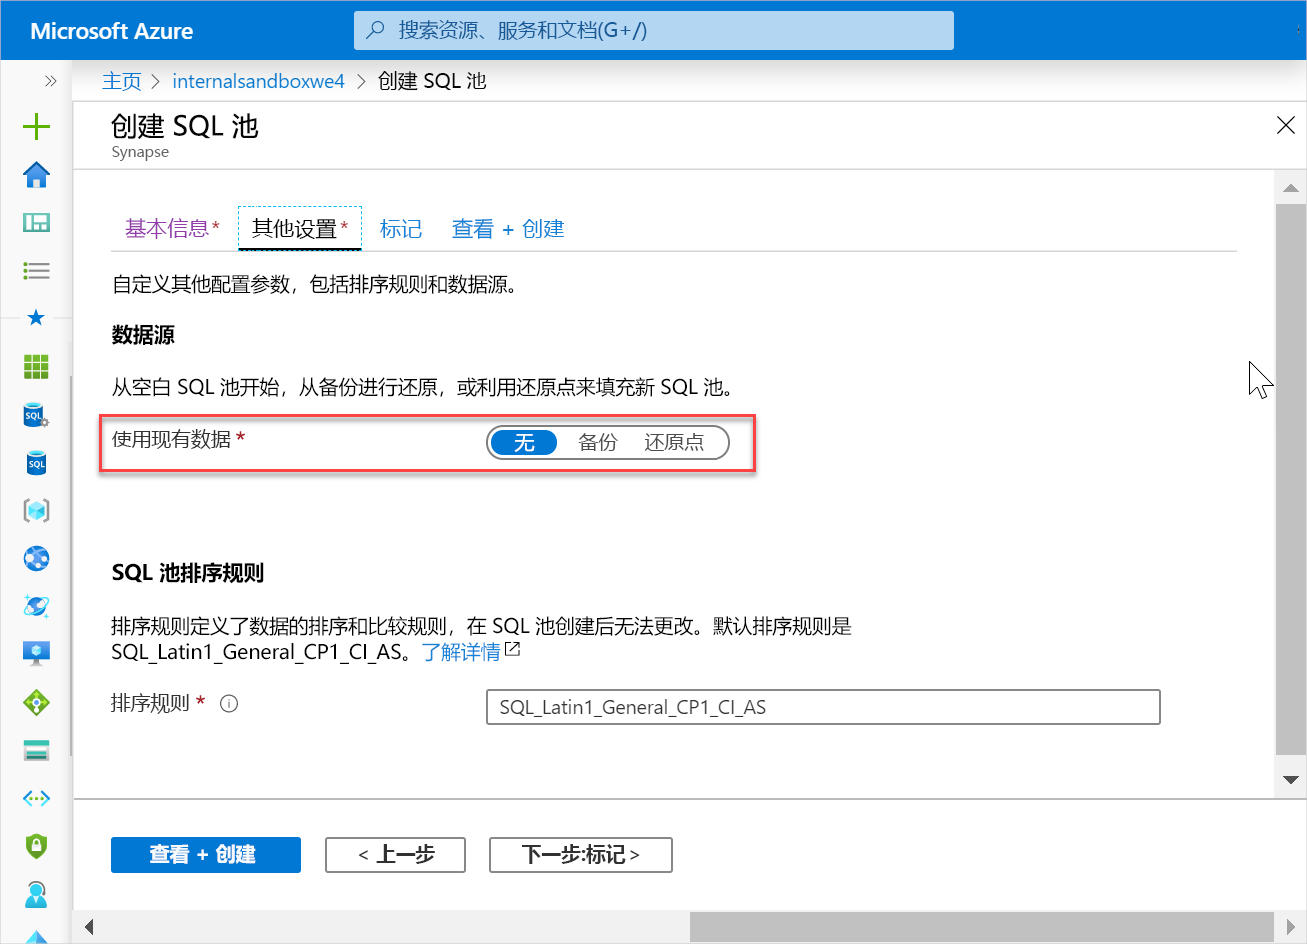 Microsoft Azure
搜索资源、服务和文档(G+/)
主页 > internalsandboxwe4 > 创建 SQL 池
创建 SQL 池
Synapse
基本信息* 其他设置* 标记 查看 + 创建
自定义其他配置参数，包括排序规则和数据源。
数据源
从空白 SQL 池开始，从备份进行还原，或利用还原点来填充新 SQL 池。
使用现有数据 * 无 备份 还原点
SQL 池排序规则
排序规则定义了数据的排序和比较规则，在 SQL 池创建后无法更改。默认排序规则是
SQL_Latin1_General_CP1_CI_AS。了解详情
排序规则 * SQL_Latin1_General_CP1_CI_AS
查看 + 创建 < 上一步 下一步:标记 >